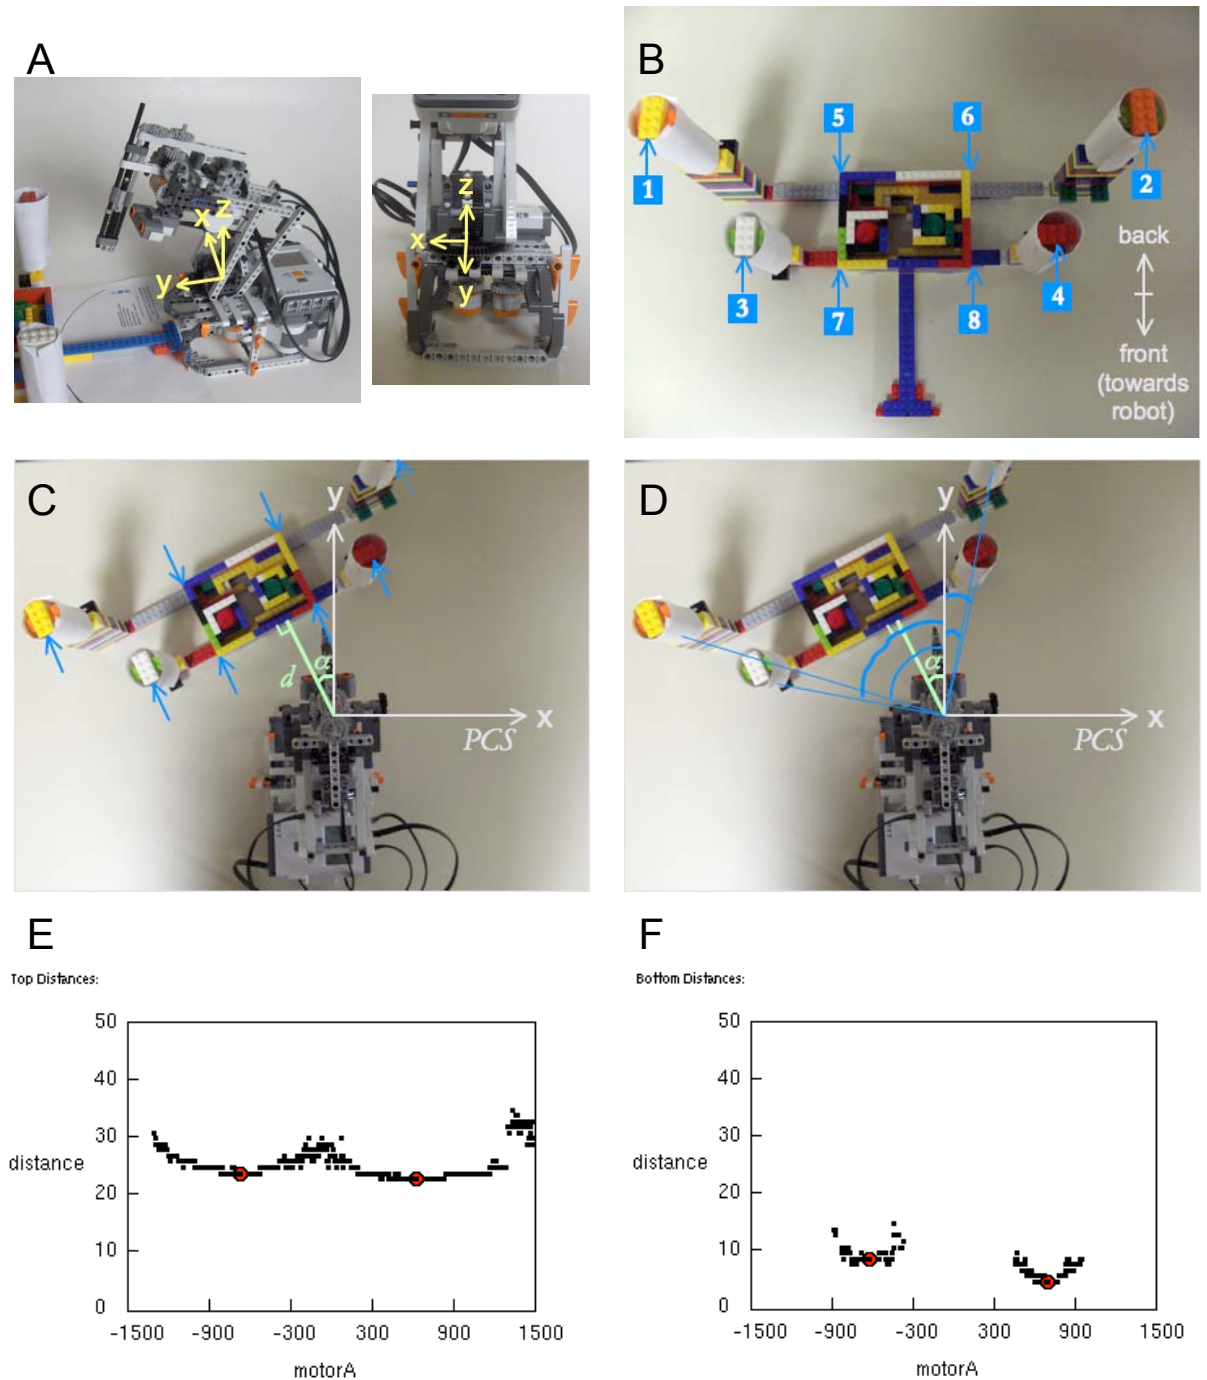 A
z
x
y
z
x
y
B
5
6
1
2
3
4
7
8
back
front
(towards
robot)
C
y
α
d
x
PCS
D
y
α
x
PCS
E
Top Distances:
50
40
30
distance
20
10
0
-1500 -900 -300 300 900 1500
motorA
F
Bottom Distances:
50
40
30
distance
20
10
0
-1500 -900 -300 300 900 1500
motorA